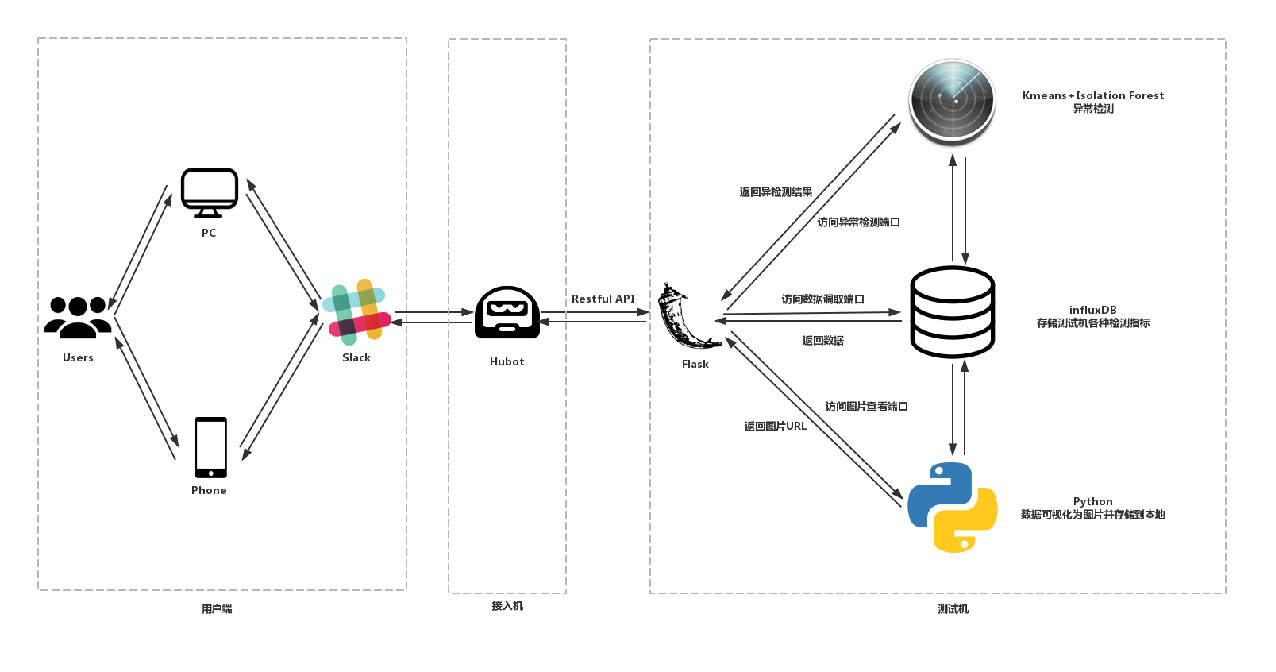 Kmeans+Isolation Forest
异常检测
返回异检测结果
访问异常检测端口
PC
Restful API
访问数据调取端口
influxDB
存储测试机各种检测指标
返回数据
Users
Slack
Hubot
Flask
访问图片查看端口
返回图片URL
Phone
Python
数据可视化为图片并存储到本地
用户端
接入机
测试机